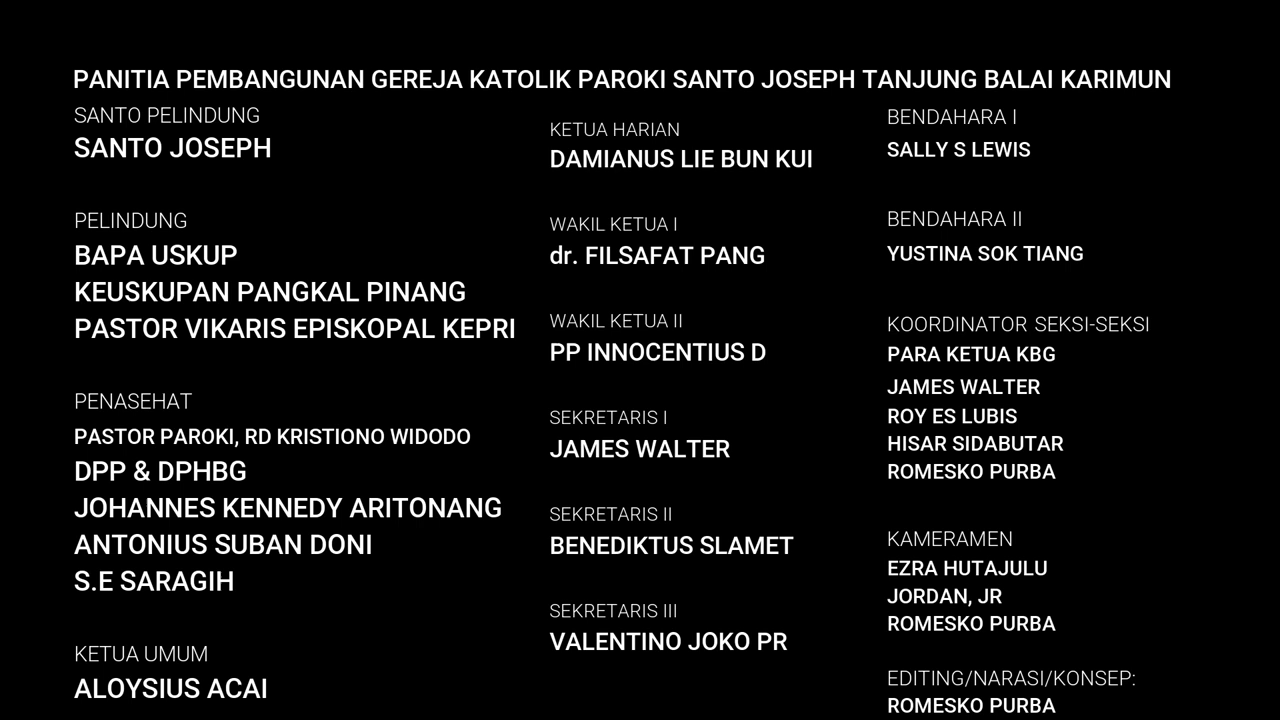 PANITIA PEMBANGUNAN GEREJA KATOLIK PAROKI SANTO JOSEPH TANJUNG BALAI KARIMUN
SANTO PELINDUNG
SANTO JOSEPH
PELINDUNG
BAPA USKUP
KEUSKUPAN PANGKAL PINANG
PASTOR VIKARIS EPISKOPAL KEPRI
PENASEHAT
PASTOR PAROKI, RD KRISTIONO WIDODO
DPP & DPHBG
JOHANNES KENNEDY ARITONANG
ANTONIUS SUBAN DONI
S.E SARAGIH
KETUA UMUM
ALOYSIUS ACAI
KETUA HARIAN
DAMIANUS LIE BUN KUI
WAKIL KETUA I
dr. FILSAFAT PANG
WAKIL KETUA II
PP INNOCENTIUS D
SEKRETARIS I
JAMES WALTER
SEKRETARIS II
BENEDIKTUS SLAMET
SEKRETARIS III
VALENTINO JOKO PR
BENDAHARA I
SALLY S LEWIS
BENDAHARA II
YUSTINA SOK TIANG
KOORDINATOR SEKSI-SEKSI
PARA KETUA KBG
JAMES WALTER
ROY ES LUBIS
HISAR SIDABUTAR
ROMESKO PURBA
KAMERAMEN
EZRA HUTAJULU
JORDAN, JR
ROMESKO PURBA
EDITING/NARASI/KONSEP:
ROMESKO PURBA